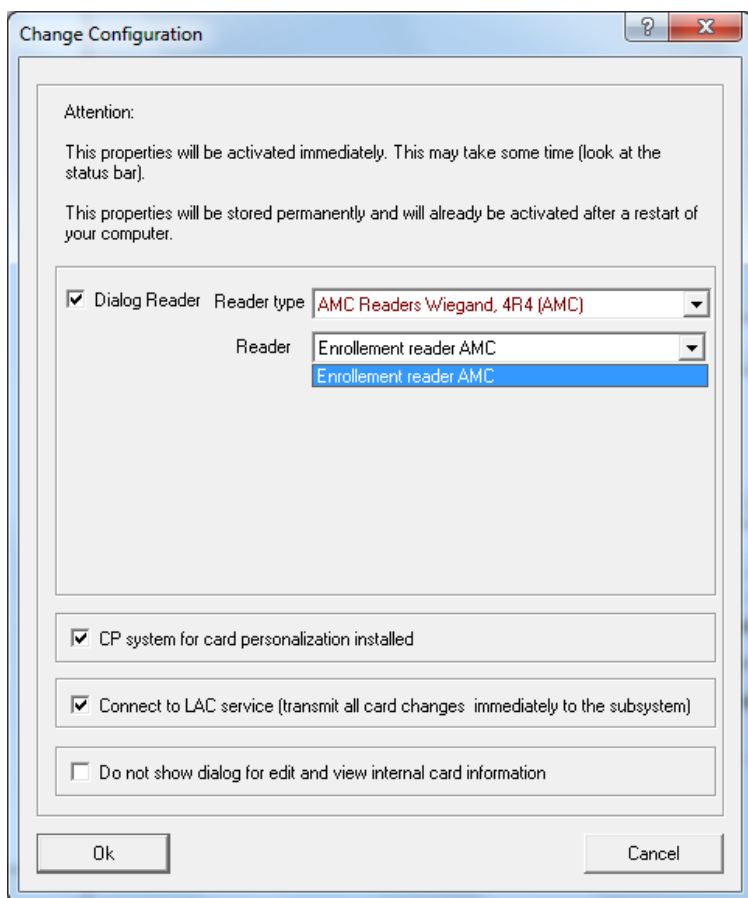 Change Configuration
Attention:
This properties will be activated immediately. This may take some time (look at the
status bar).
This properties will be stored permanently and will already be activated after a restart of
your computer.
Dialog Reader Reader type AMC Readers Wiegand, 4R4 (AMC)
Reader Enrollement reader AMC
Enrollement reader AMC
CP system for card personalization installed
Connect to LAC service (transmit all card changes immediately to the subsystem)
Do not show dialog for edit and view internal card information
Ok Cancel